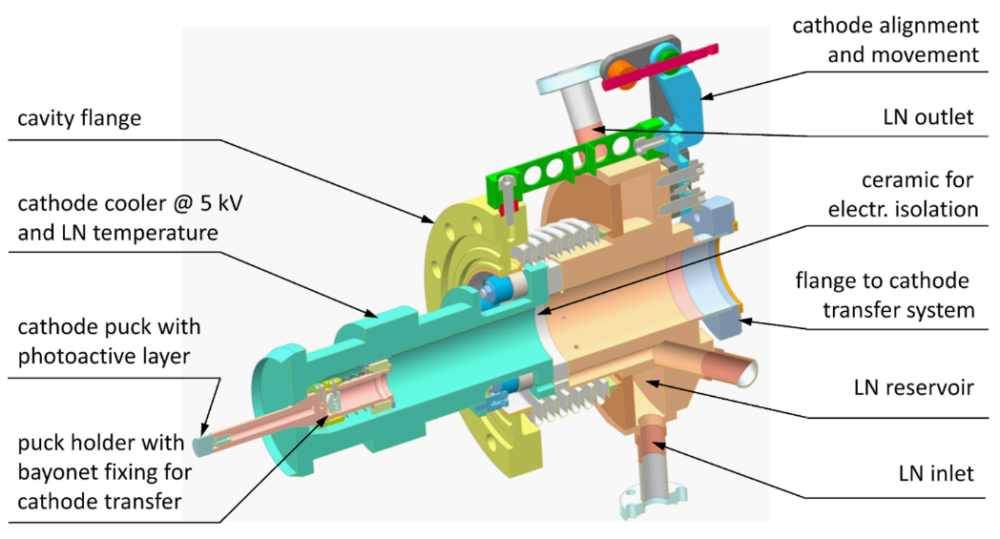 cavity flange
cathode cooler @ 5 kV
and LN temperature
cathode puck with
photoactive layer
puck holder with
bayonet fixing for
cathode transfer
cathode alignment
and movement
LN outlet
ceramic for
electr. isolation
flange to cathode
transfer system
LN reservoir
LN inlet